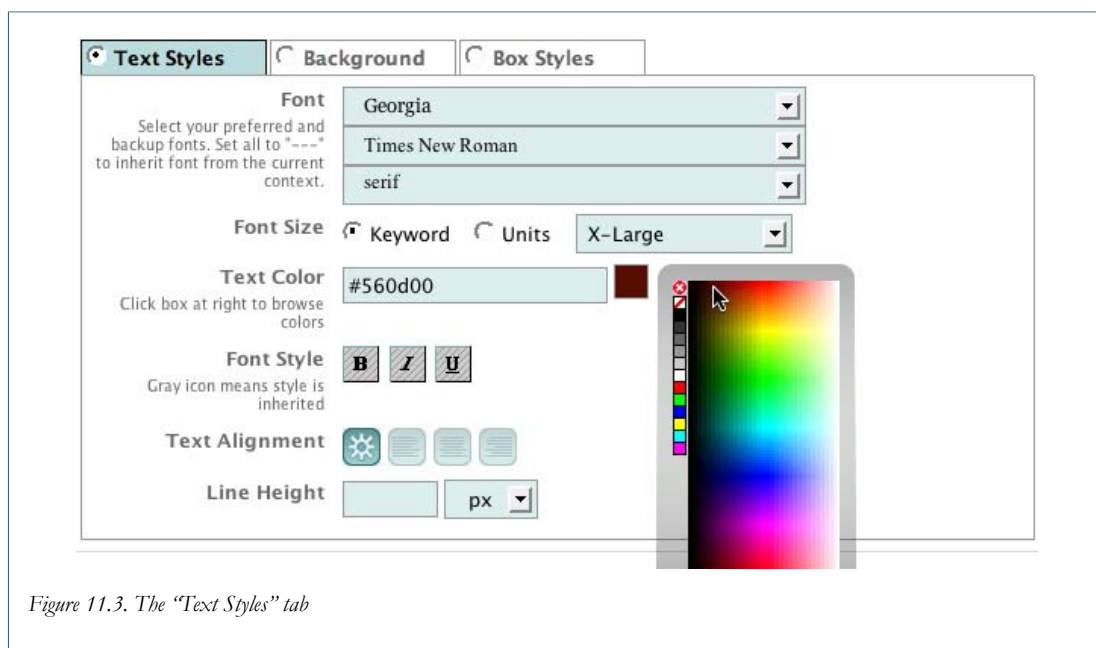 Text Styles Background Box Styles
Font Georgia
Select your preferred and
backup fonts. Set all to "---" Times New Roman
to inherit font from the current
context. serif
Font Size Keyword Units X-Large
Text Color #560d00
Click box at right to browse
colors
Font Style B I U
Gray icon means style is
inherited
Text Alignment
Line Height px
Figure 11.3. The “Text Styles” tab